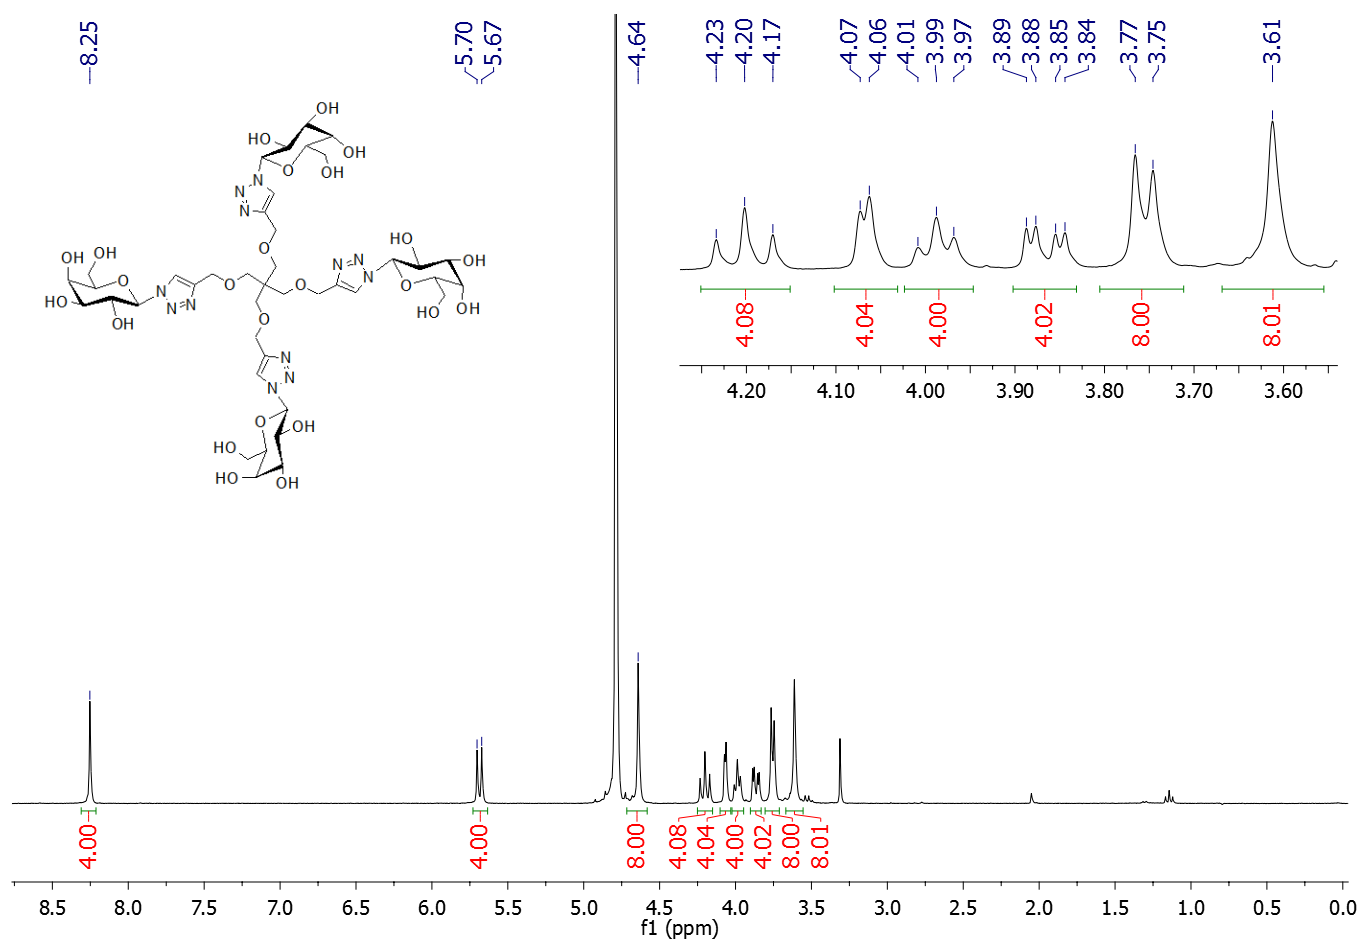 8.25
5.70
5.67
4.64
4.23
4.20
4.17
4.07
4.06
4.01
3.99
3.97
3.89
3.88
3.85
3.84
3.77
3.75
3.61
OH
HO
OH
HO
O
OH
N
N
N
O
OH
OH
O
HO
OH
N
N
N
O
O
N
N
N
HO
OH
O
HO
OH
O
N
N
N
O
OH
HO
HO
OH
4.08
4.04
4.00
4.02
8.00
8.01
4.20 4.10 4.00 3.90 3.80 3.70 3.60
4.00
4.00
8.00
4.08
4.04
4.00
4.02
8.00
8.01
8.5 8.0 7.5 7.0 6.5 6.0 5.5 5.0 4.5 4.0 3.5 3.0 2.5 2.0 1.5 1.0 0.5 0.0
f1 (ppm)